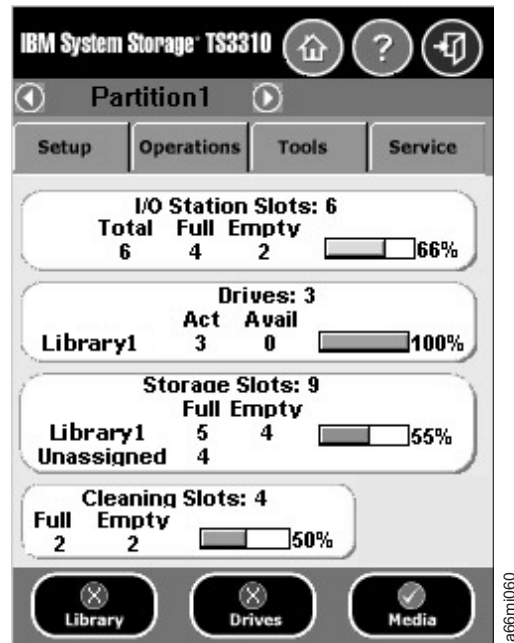 IBM System Storage® TS3310
?
Partition1
Setup Operations Tools Service
I/O Station Slots: 6
Total Full Empty
6 4 2 66%
Drives: 3
Act Avail
Library1 3 0 100%
Storage Slots: 9
Full Empty
Library1 5 4 55%
Unassigned 4
Cleaning Slots: 4
Full Empty
2 2 50%
Library Drives Media
a66mi060